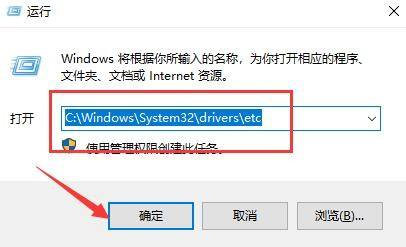 运行
Windows 将根据你所输入的名称，为你打开相应的程序、
文件夹、文档或 Internet 资源。
打开
C:\Windows\System32\drivers\etc
使用管理权限创建此任务。
确定
取消
浏览(B)...